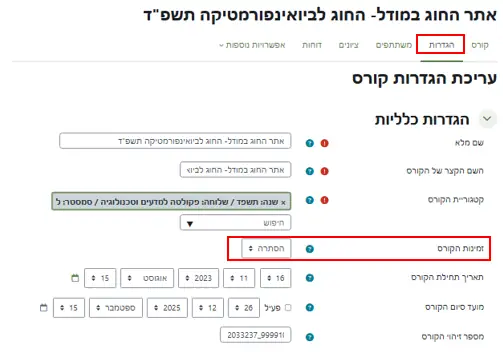 אתר החוג במודל- החוג לביואינפורמטיקה תשפ"ד
קורס הגדרות משתתפים ציונים דוחות אפשרויות נוספות
עריכת הגדרות קורס
הגדרות כלליות
שם מלא אתר החוג במודל- החוג לביואינפורמטיקה תשפ"ד
השם הקצר של הקורס אתר החוג במודל- החוג לביוא
קטגוריית הקורס × שנה: תשפד / שלוחה: פקולטה למדעים וטכנולוגיה / סמסטר: ל
חיפוש
זמינות הקורס הסתרה
תאריך תחילת הקורס 16 11 2023 אוגוסט 15
מועד סיום הקורס פעיל 26 12 2025 ספטמבר 15
מספר זיהוי הקורס 2033237_99991